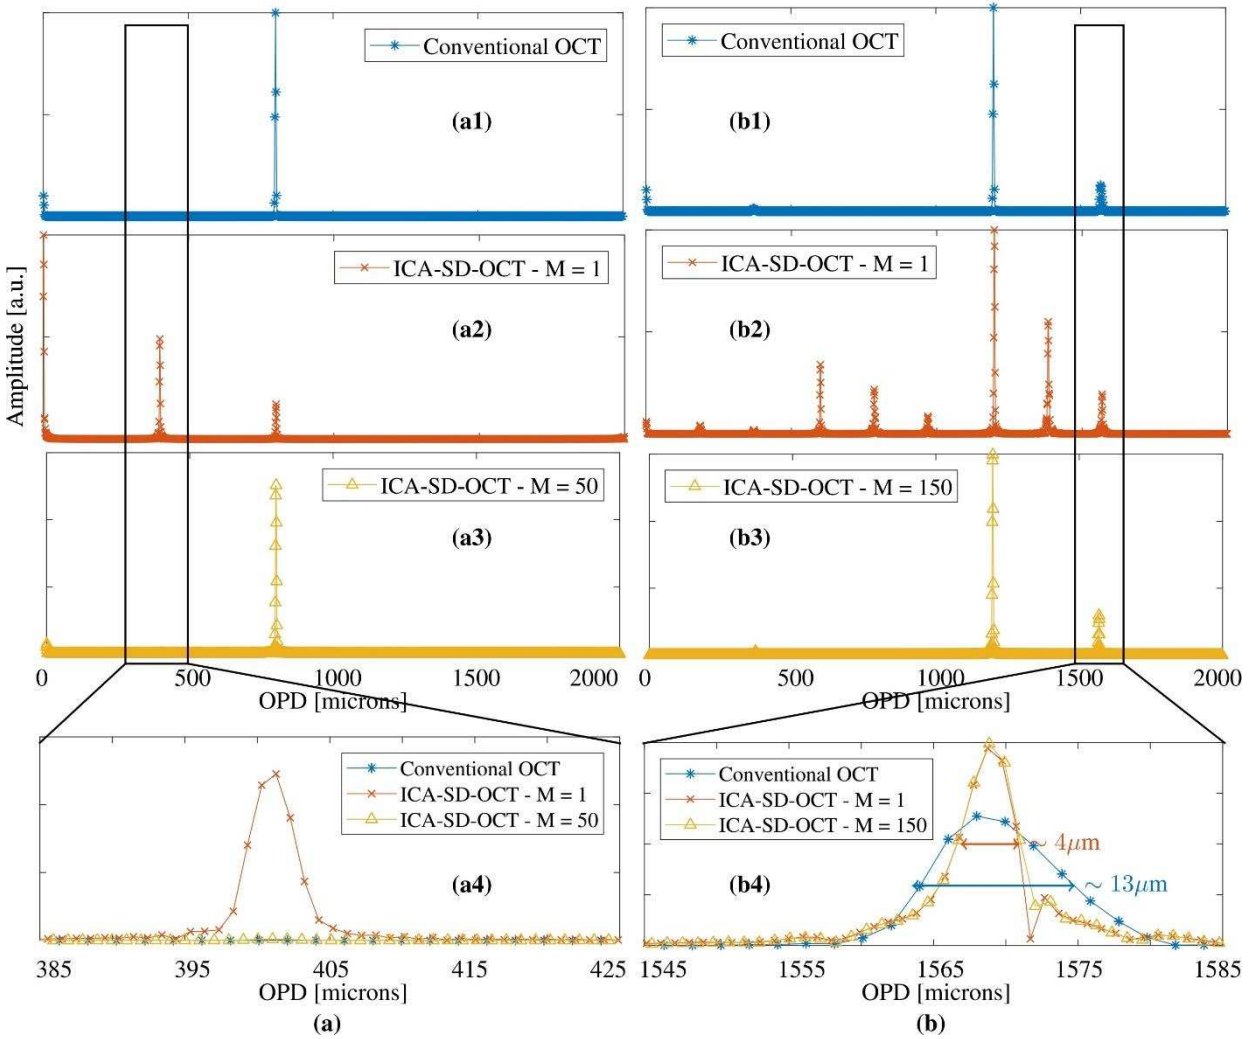 Conventional OCT
(a1)
Conventional OCT
(b1)
ICA-SD-OCT - M = 1
(a2)
ICA-SD-OCT - M = 1
(b2)
Amplitude [a.u.]
ICA-SD-OCT - M = 50
(a3)
ICA-SD-OCT - M = 150
(b3)
0 500 1000 1500 2000
OPD [microns]
0 500 1000 1500 2000
OPD [microns]
Conventional OCT
ICA-SD-OCT - M = 1
ICA-SD-OCT - M = 50
(a4)
385 395 405 415 425
OPD [microns]
(a)
Conventional OCT
ICA-SD-OCT - M = 1
ICA-SD-OCT - M = 150
~ 4μm
(b4)
~ 13μm
1545 1555 1565 1575 1585
OPD [microns]
(b)